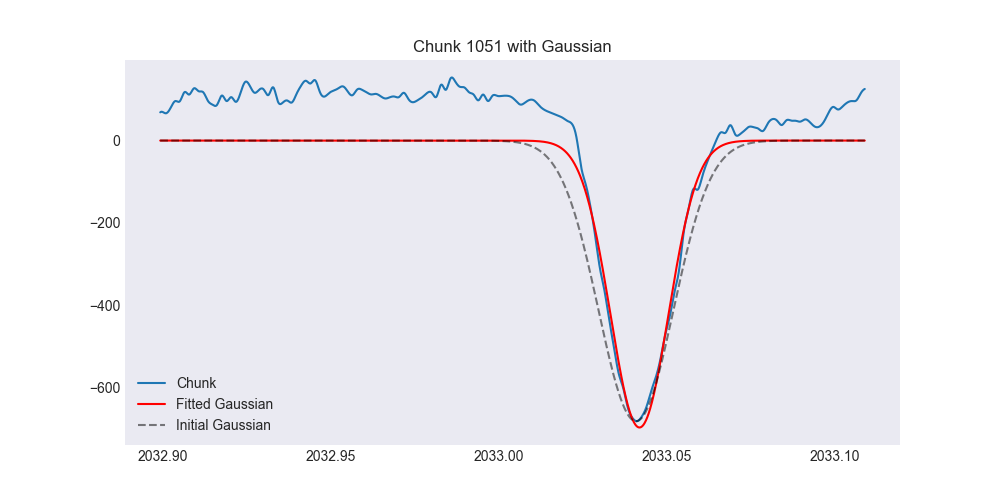 Chunk 1051 with Gaussian
0
−200
−400
−600
Chunk
Fitted Gaussian
Initial Gaussian
2032.90 2032.95 2033.00 2033.05 2033.10